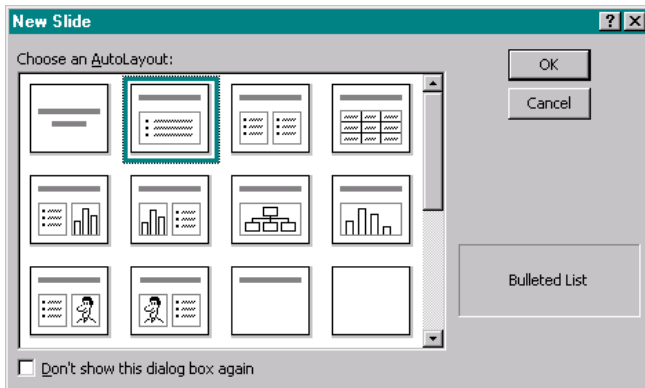 New Slide
Choose an AutoLayout:
OK
Cancel
Bulleted List
Don't show this dialog box again